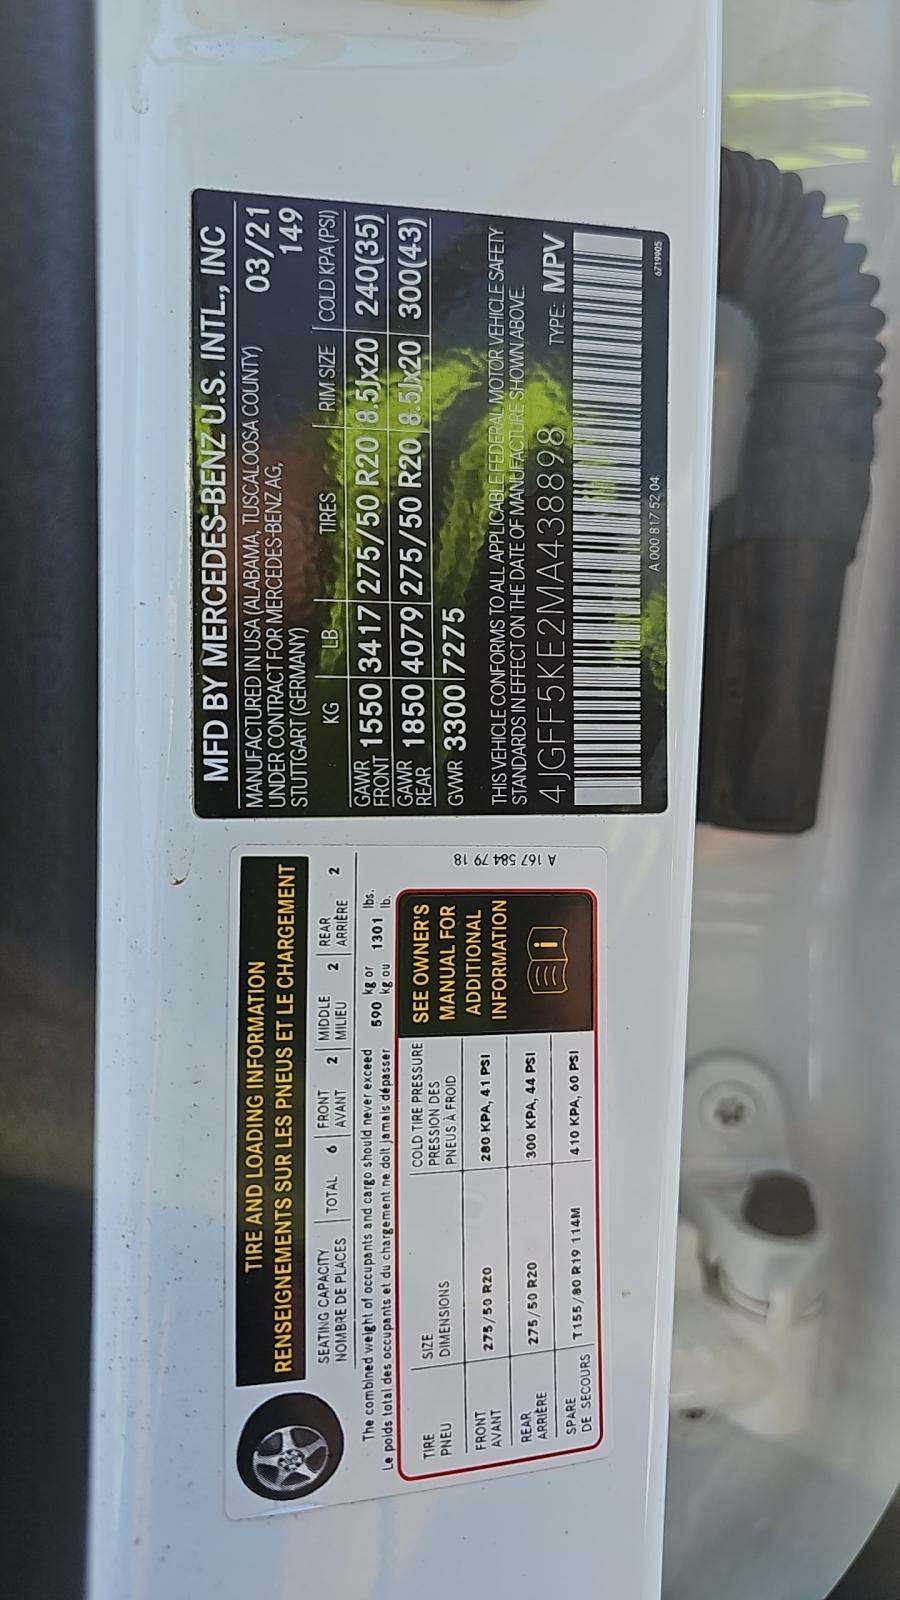 MFD BY MERCEDES-BENZ U.S. INTL., INC
MANUFACTURED IN USA (ALABAMA, TUSCALOOSA COUNTY) 03/21
UNDER CONTRACT FOR MERCEDES-BENZ AG, 149
STUTTGART (GERMANY)
KG LB TIRES RIM SIZE COLD KPA (PSI)
GAWR FRONT 1550 3417 275/50 R20 8.5Jx20 240(35)
GAWR REAR 1850 4079 275/50 R20 8.5Jx20 300(43)
GVWR 3300 7275
THIS VEHICLE CONFORMS TO ALL APPLICABLE FEDERAL MOTOR VEHICLE SAFETY
STANDARDS IN EFFECT ON THE DATE OF MANUFACTURE SHOWN ABOVE.
4JGFF5KE2MA438898 TYPE: MPV
A 000 817 52 04 6719905
TIRE AND LOADING INFORMATION
RENSEIGNEMENTS SUR LES PNEUS ET LE CHARGEMENT
SEATING CAPACITY TOTAL 6 FRONT 2 MIDDLE 2 REAR 2
NOMBRE DE PLACES AVANT MILIEU ARRIÈRE
The combined weight of occupants and cargo should never exceed 590 kg or 1301 lbs.
Le poids total des occupants et du chargement ne doit jamais dépasser kg ou lb.
TIRE SIZE COLD TIRE PRESSURE
PNEU DIMENSIONS PRESSION DES
PNEUS À FROID
FRONT 275/50 R20 280 KPA, 41 PSI
AVANT
REAR 275/50 R20 300 KPA, 44 PSI
ARRIÈRE
SPARE T155/80 R19 114M 410 KPA, 60 PSI
DE SECOURS
SEE OWNER'S
MANUAL FOR
ADDITIONAL
INFORMATION
A 167 584 79 18